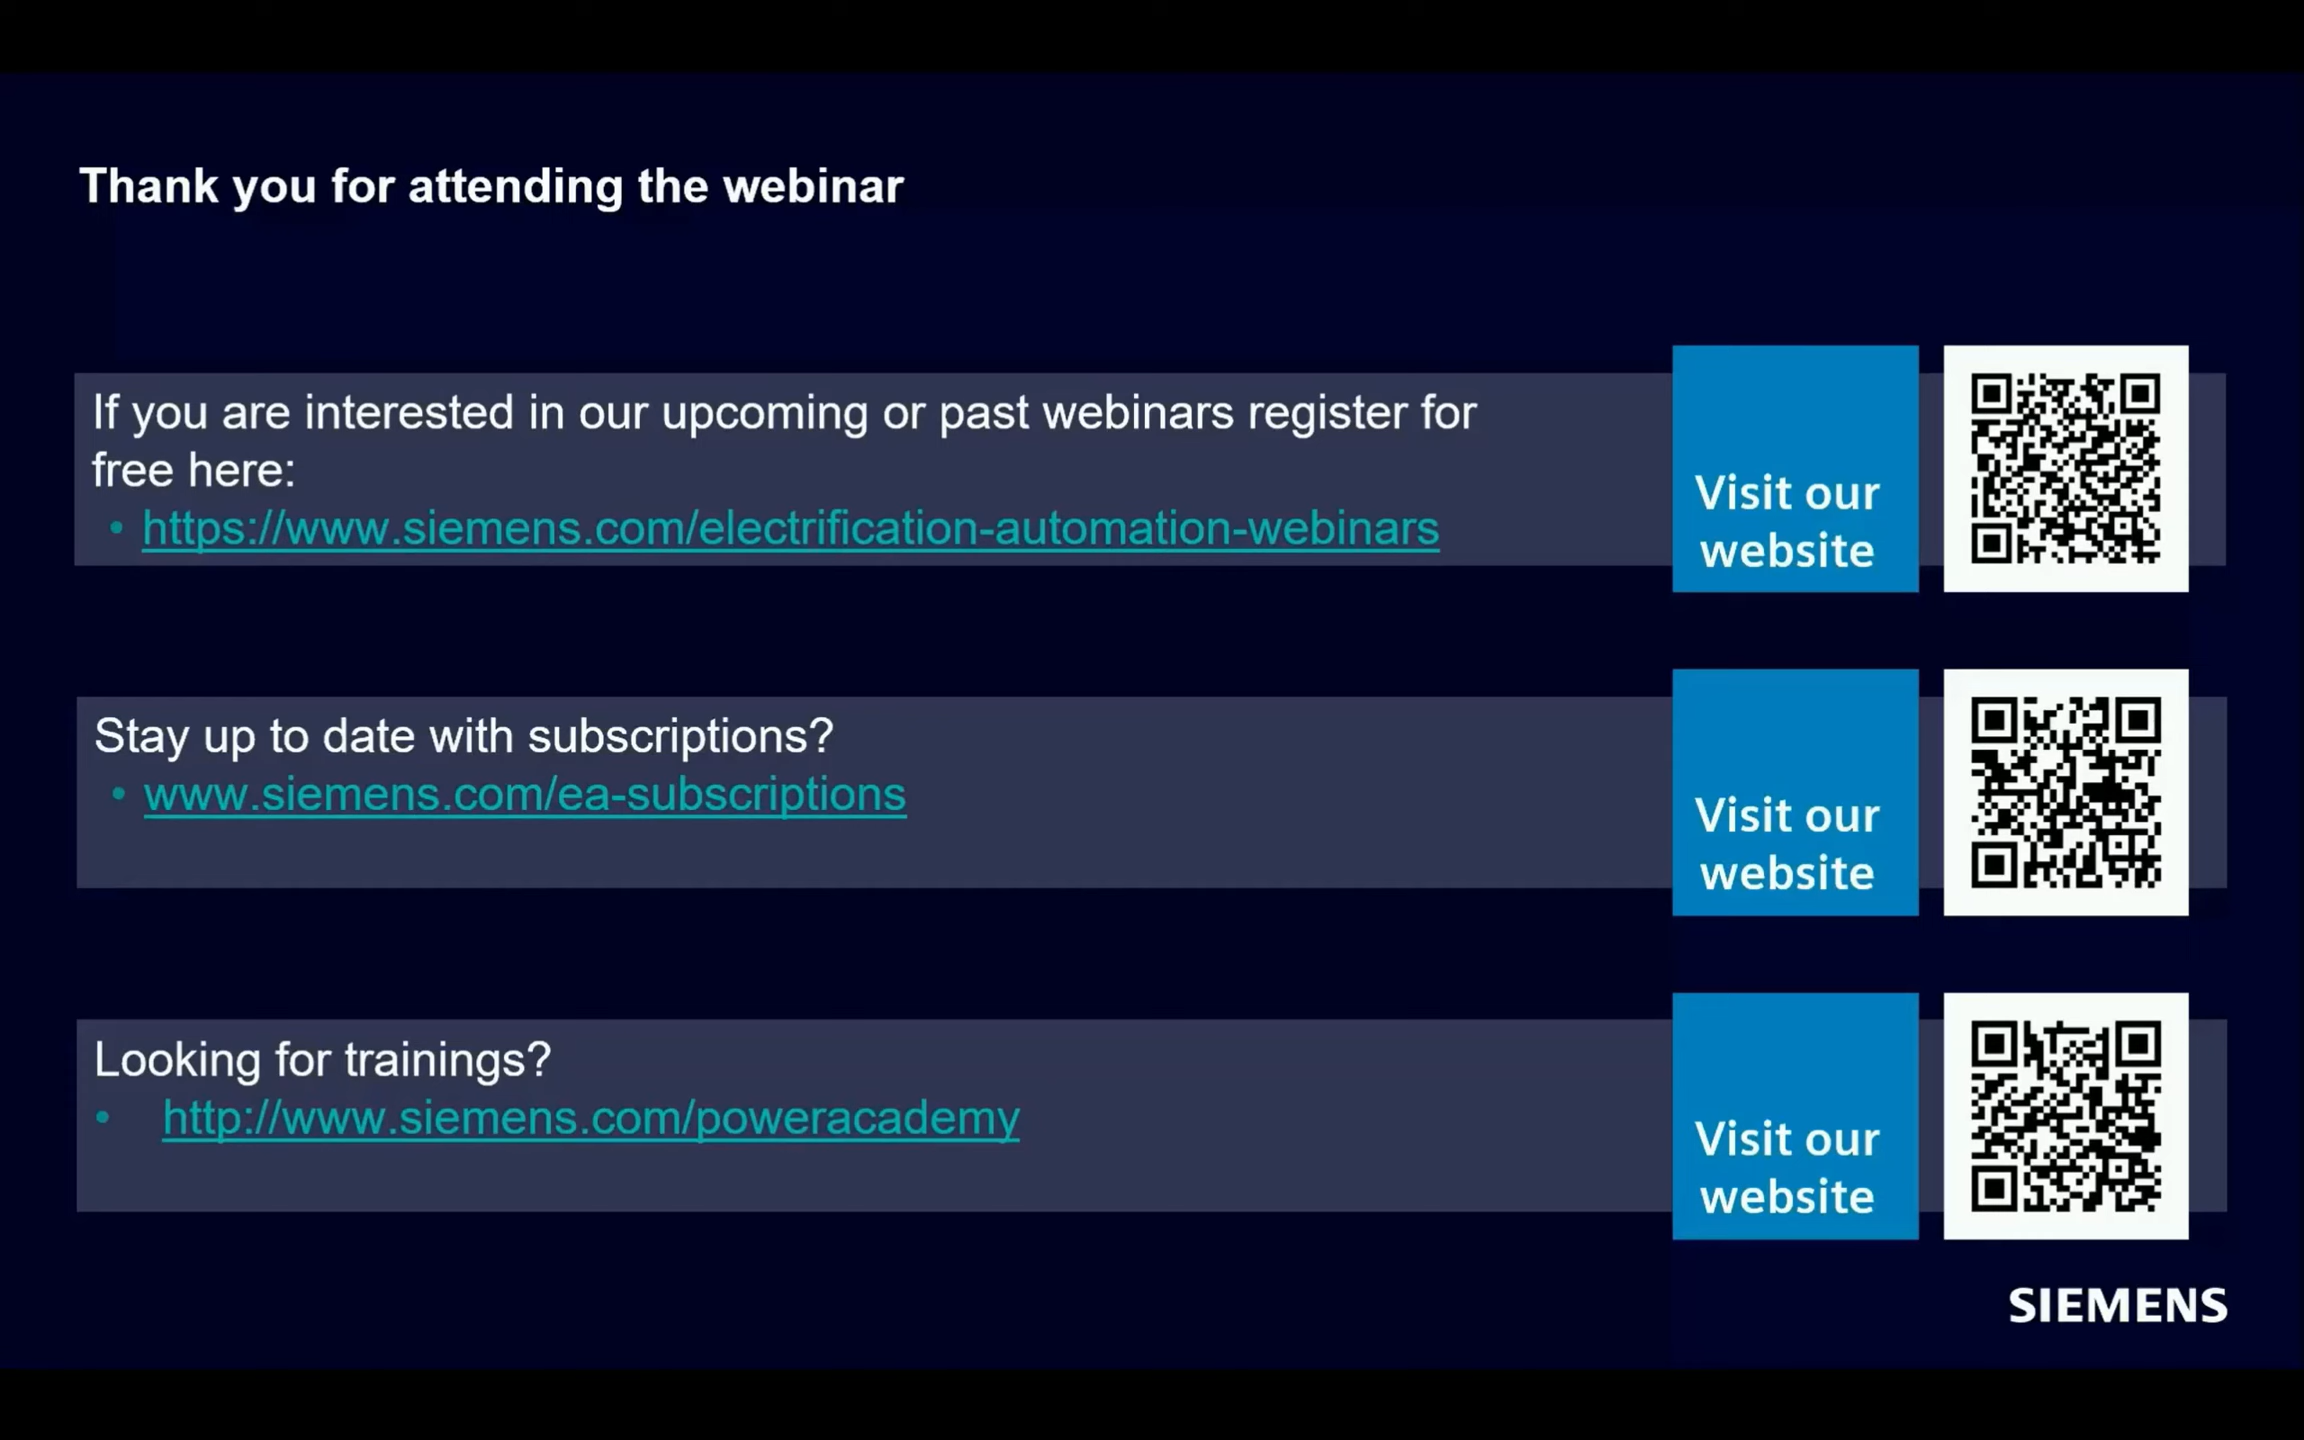 Thank you for attending the webinar
If you are interested in our upcoming or past webinars register for
free here:
• https://www.siemens.com/electrification-automation-webinars
Visit our
website
Stay up to date with subscriptions?
• www.siemens.com/ea-subscriptions
Visit our
website
Looking for trainings?
• http://www.siemens.com/poweracademy
Visit our
website
SIEMENS